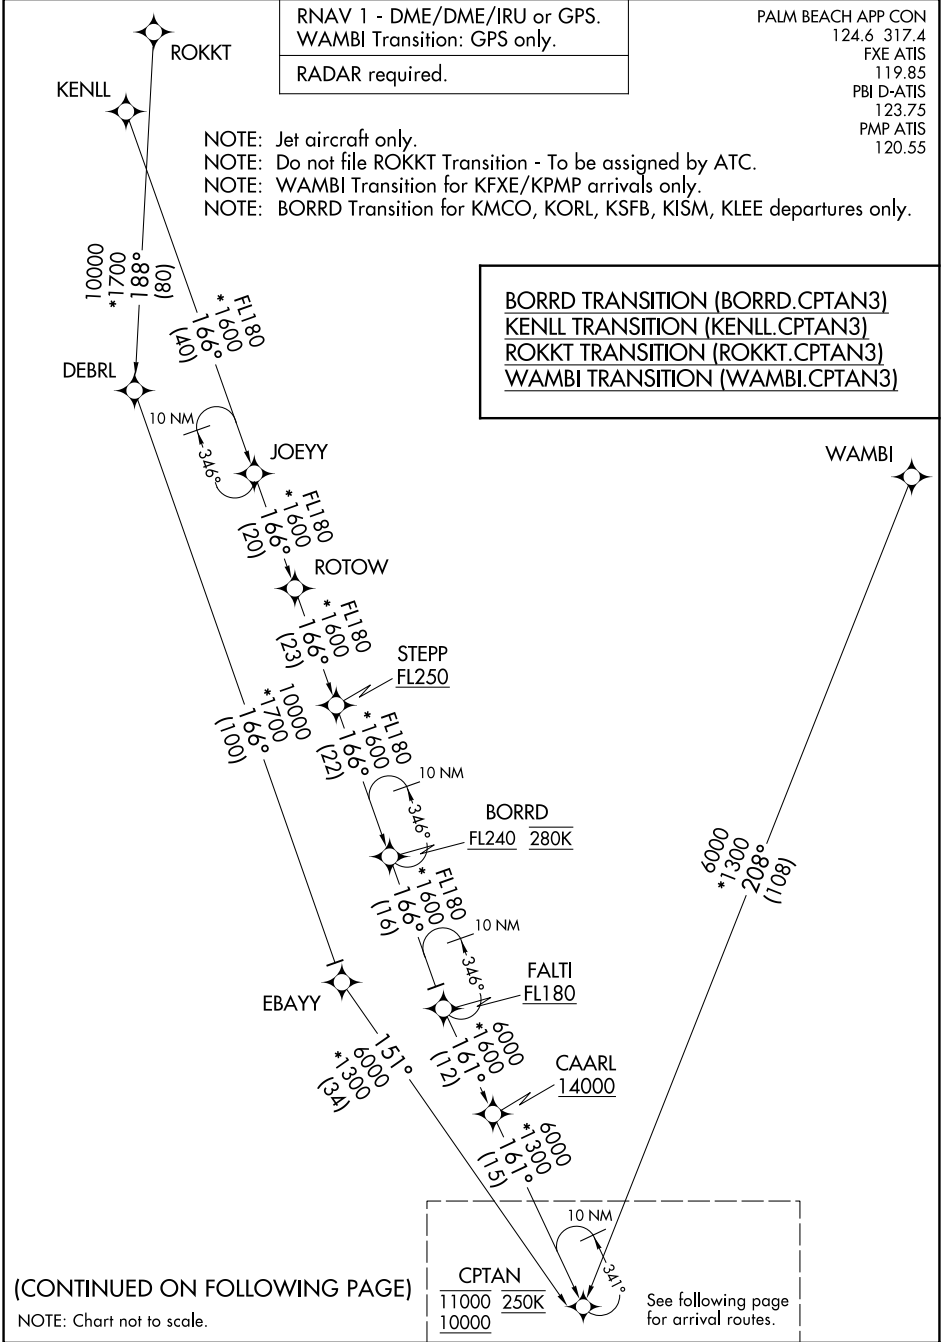 RNAV 1 - DME/DME/IRU or GPS.
WAMBI Transition: GPS only.
RADAR required.
PALM BEACH APP CON
124.6 317.4
FXE ATIS
119.85
PBI D-ATIS
123.75
PMP ATIS
120.55
ROKKT
KENLL
NOTE: Jet aircraft only.
NOTE: Do not file ROKKT Transition - To be assigned by ATC.
NOTE: WAMBI Transition for KFXE/KPMP arrivals only.
NOTE: BORRD Transition for KMCO, KORL, KSFB, KISM, KLEE departures only.
10000
*1700
188°
(80)
FL180
*1600
166°
(40)
BORRD TRANSITION (BORRD.CPTAN3)
KENLL TRANSITION (KENLL.CPTAN3)
ROKKT TRANSITION (ROKKT.CPTAN3)
WAMBI TRANSITION (WAMBI.CPTAN3)
DEBRL
10 NM
346°
JOEYY
WAMBI
FL180
*1600
166°
(20)
ROTOW
FL180
*1600
166°
(23)
STEPP
FL250
10000
*1700
166°
(100)
FL180
*1600
166°
(22)
10 NM
346°
BORRD
FL240 280K
6000
*1300
208°
(108)
FL180
*1600
166°
(16)
10 NM
346°
FALTI
FL180
EBAYY
151°
6000
*1300
(34)
6000
*1600
161°
(12)
CAARL
14000
6000
*1300
161°
(15)
10 NM
341°
CPTAN
11000 250K
10000
See following page
for arrival routes.
(CONTINUED ON FOLLOWING PAGE)
NOTE: Chart not to scale.